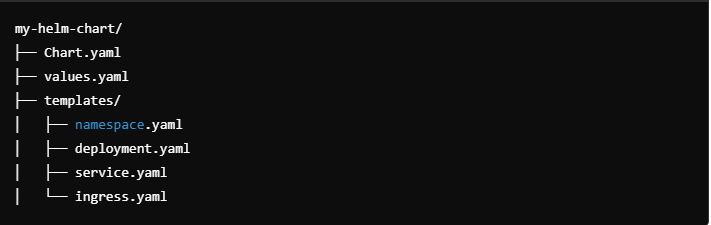 my-helm-chart/
├── Chart.yaml
├── values.yaml
├── templates/
│   ├── namespace.yaml
│   ├── deployment.yaml
│   ├── service.yaml
│   └── ingress.yaml